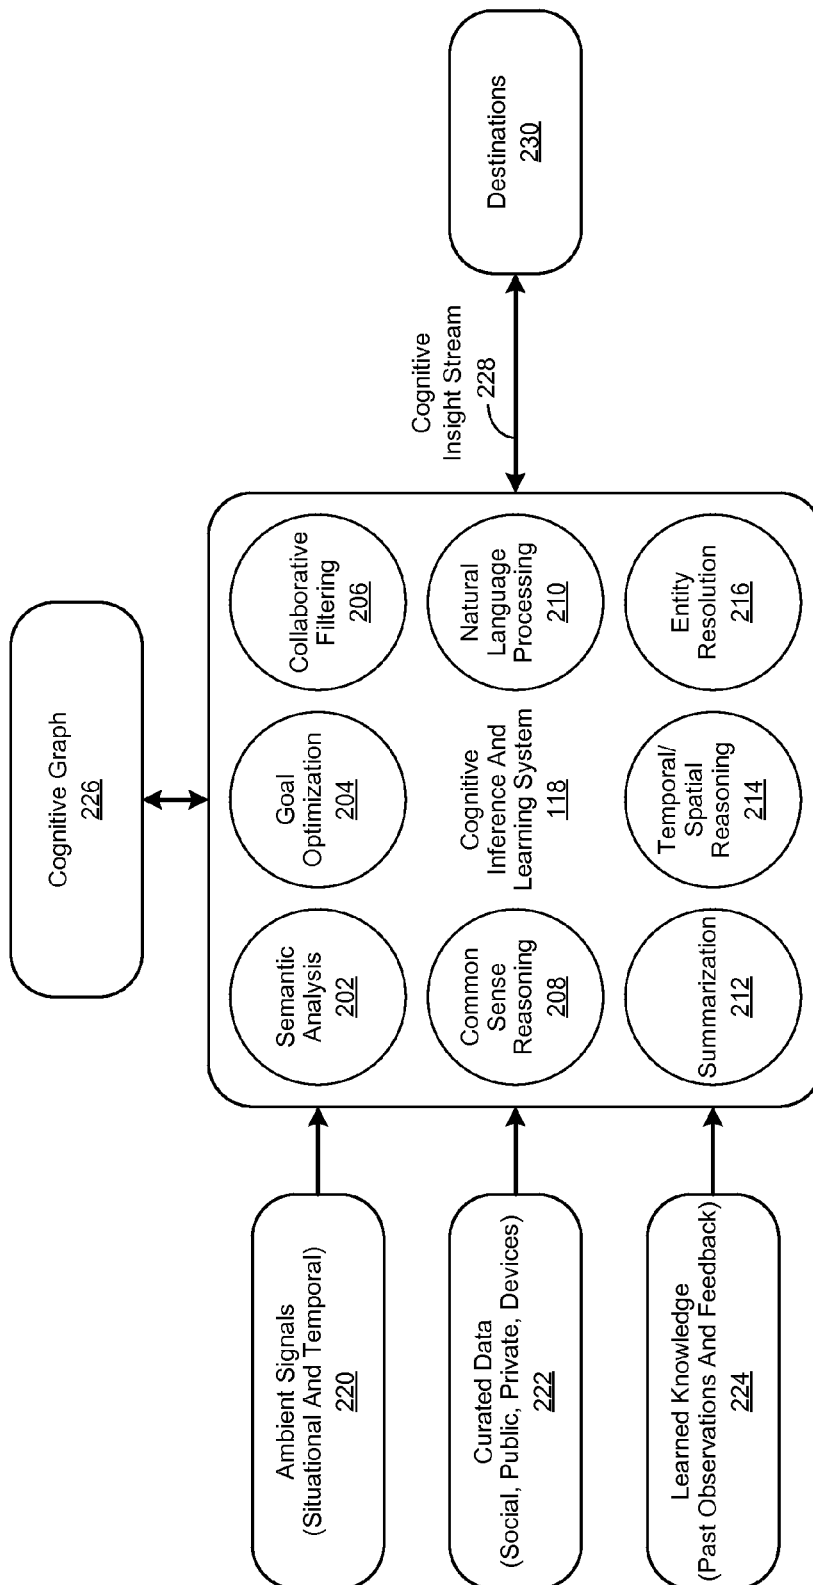 Cognitive Graph
226
Ambient Signals
(Situational And Temporal)
220
Curated Data
(Social, Public, Private, Devices)
222
Learned Knowledge
(Past Observations And Feedback)
224
Semantic
Analysis
202
Goal
Optimization
204
Collaborative
Filtering
206
Common
Sense
Reasoning
208
Cognitive
Inference And
Learning System
118
Natural
Language
Processing
210
Summarization
212
Temporal/
Spatial
Reasoning
214
Entity
Resolution
216
Cognitive
Insight Stream
228
Destinations
230